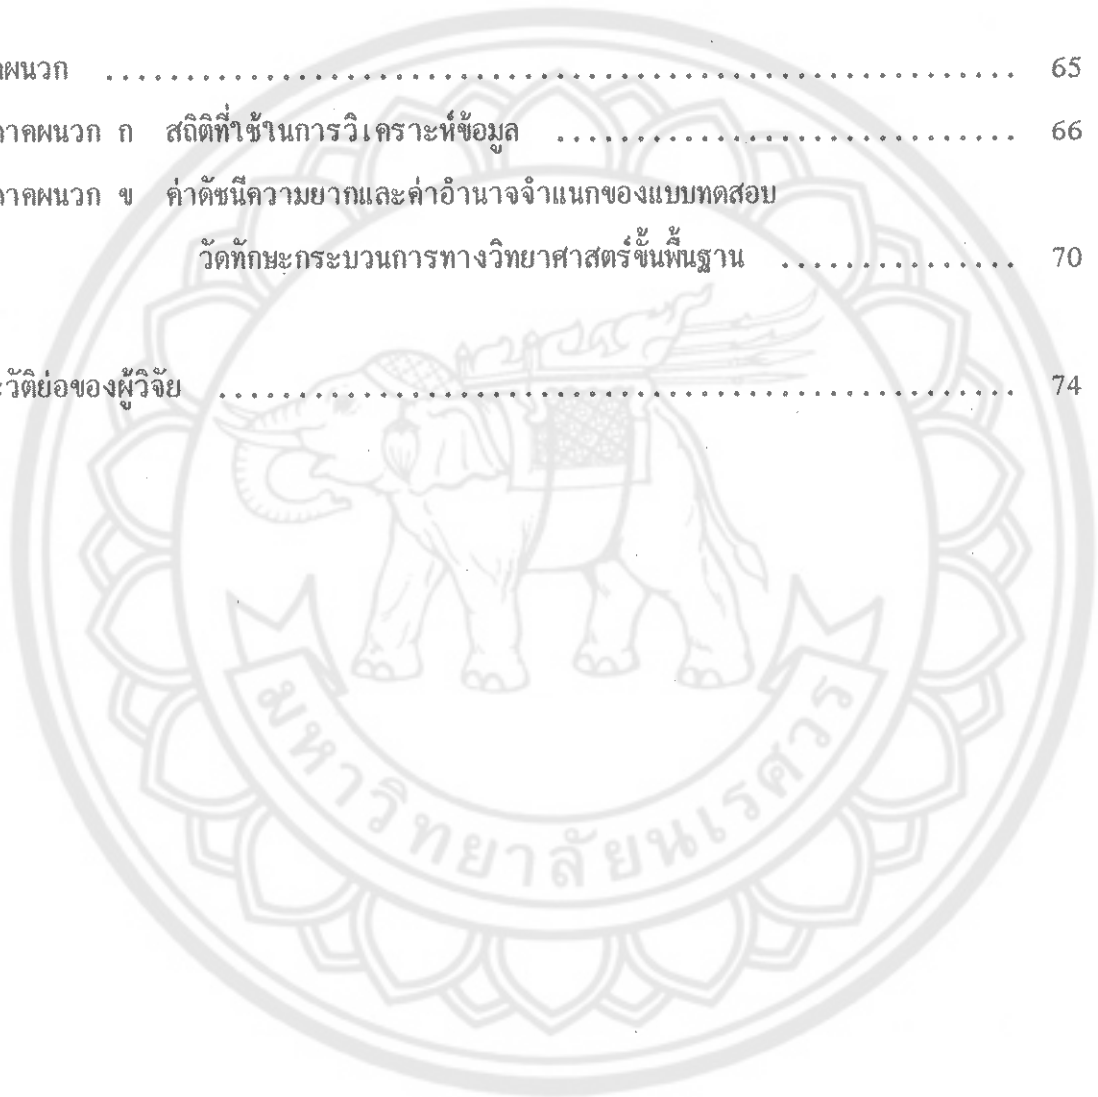 ผนวก ........................................................ 65
าคผนวก ก สถิติที่ใช้ในการวิเคราะห์ข้อมูล ............................. 66
าคผนวก ข ค่าดัชนีความยากและค่าอำนาจจำแนกของแบบทดสอบ
วัดทักษะกระบวนการทางวิทยาศาสตร์ขั้นพื้นฐาน ............... 70
ะวัติย่อของผู้วิจัย .................................................. 74
มหาวิทยาลัยนเรศวร